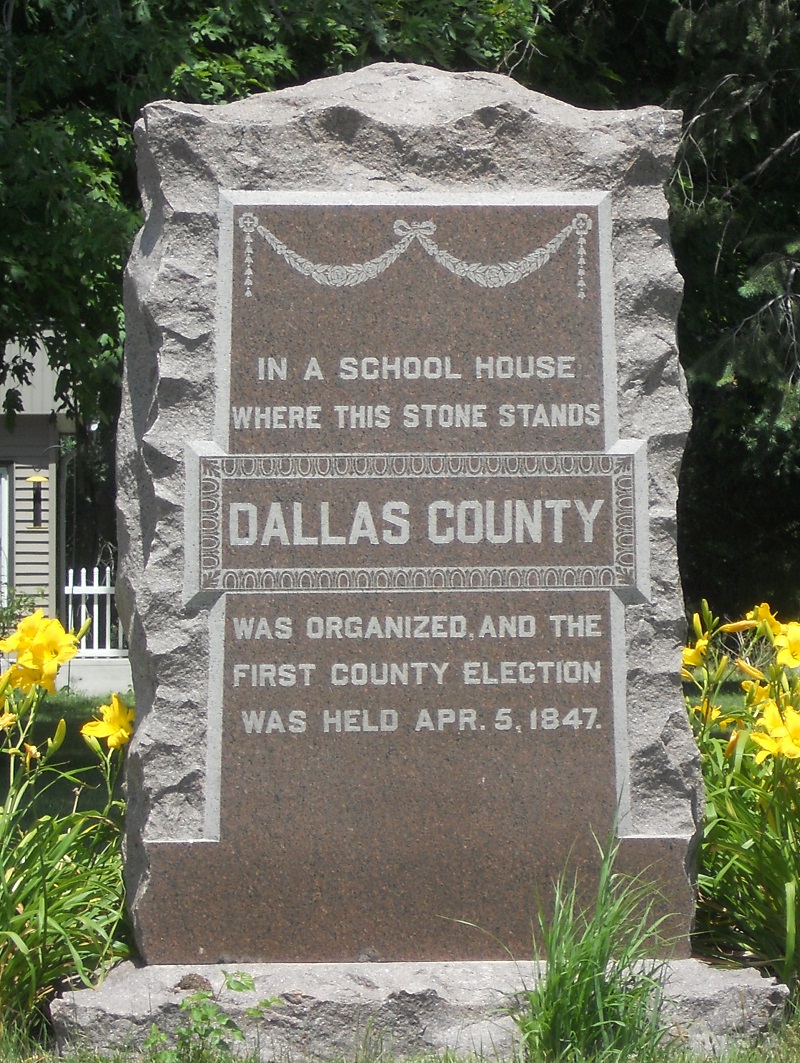 IN A SCHOOL HOUSE
WHERE THIS STONE STANDS
DALLAS COUNTY
WAS ORGANIZED, AND THE
FIRST COUNTY ELECTION
WAS HELD APR. 5, 1847.